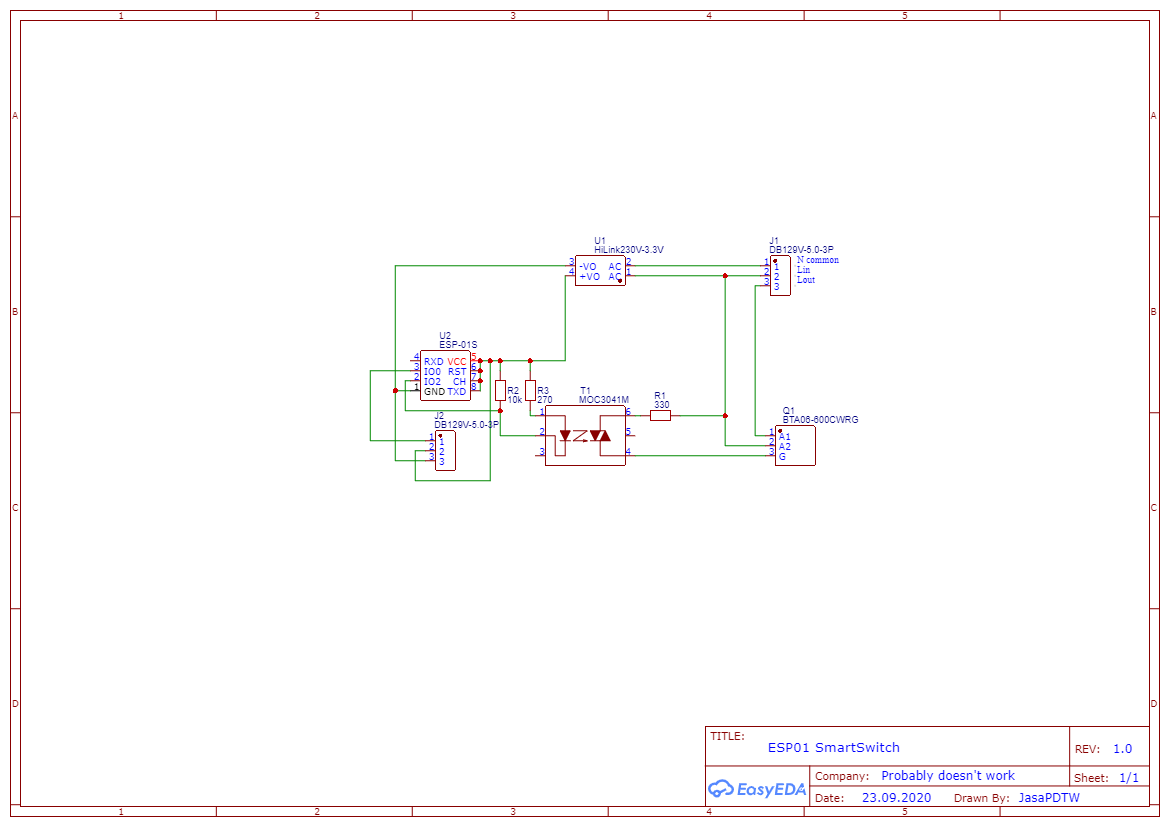 1 2 3 4 5
A A
B B
C C
D D
U1
HiLink230V-3.3V
3 -VO AC 2
4 +VO AC 1
J1
DB129V-5.0-3P
1 1 N common
2 2 Lin
3 3 Lout
U2
ESP-01S
4 RXD VCC 5
3 IO0 RST 6
2 IO2 CH 7
1 GND TXD 8
R2
10k
R3
270
T1
MOC3041M
1 6
2 5
3 4
R1
330
J2
DB129V-5.0-3P
1 1
2 2
3 3
Q1
BTA06-600CWRG
1 A1
2 A2
3 G
TITLE:
ESP01 SmartSwitch
REV: 1.0
EasyEDA
Company: Probably doesn't work
Sheet: 1/1
Date: 23.09.2020 Drawn By: JasaPDTW
1 2 3 4 5